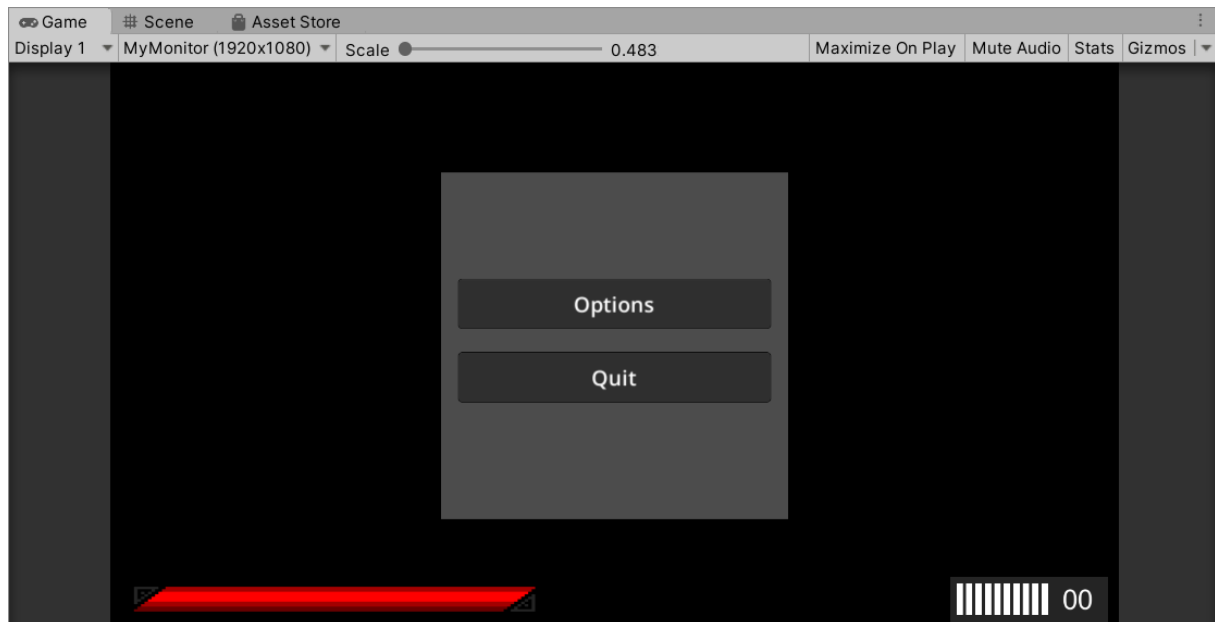 Game Scene Asset Store
Display 1 MyMonitor (1920x1080) Scale 0.483 Maximize On Play Mute Audio Stats Gizmos
Options
Quit
00